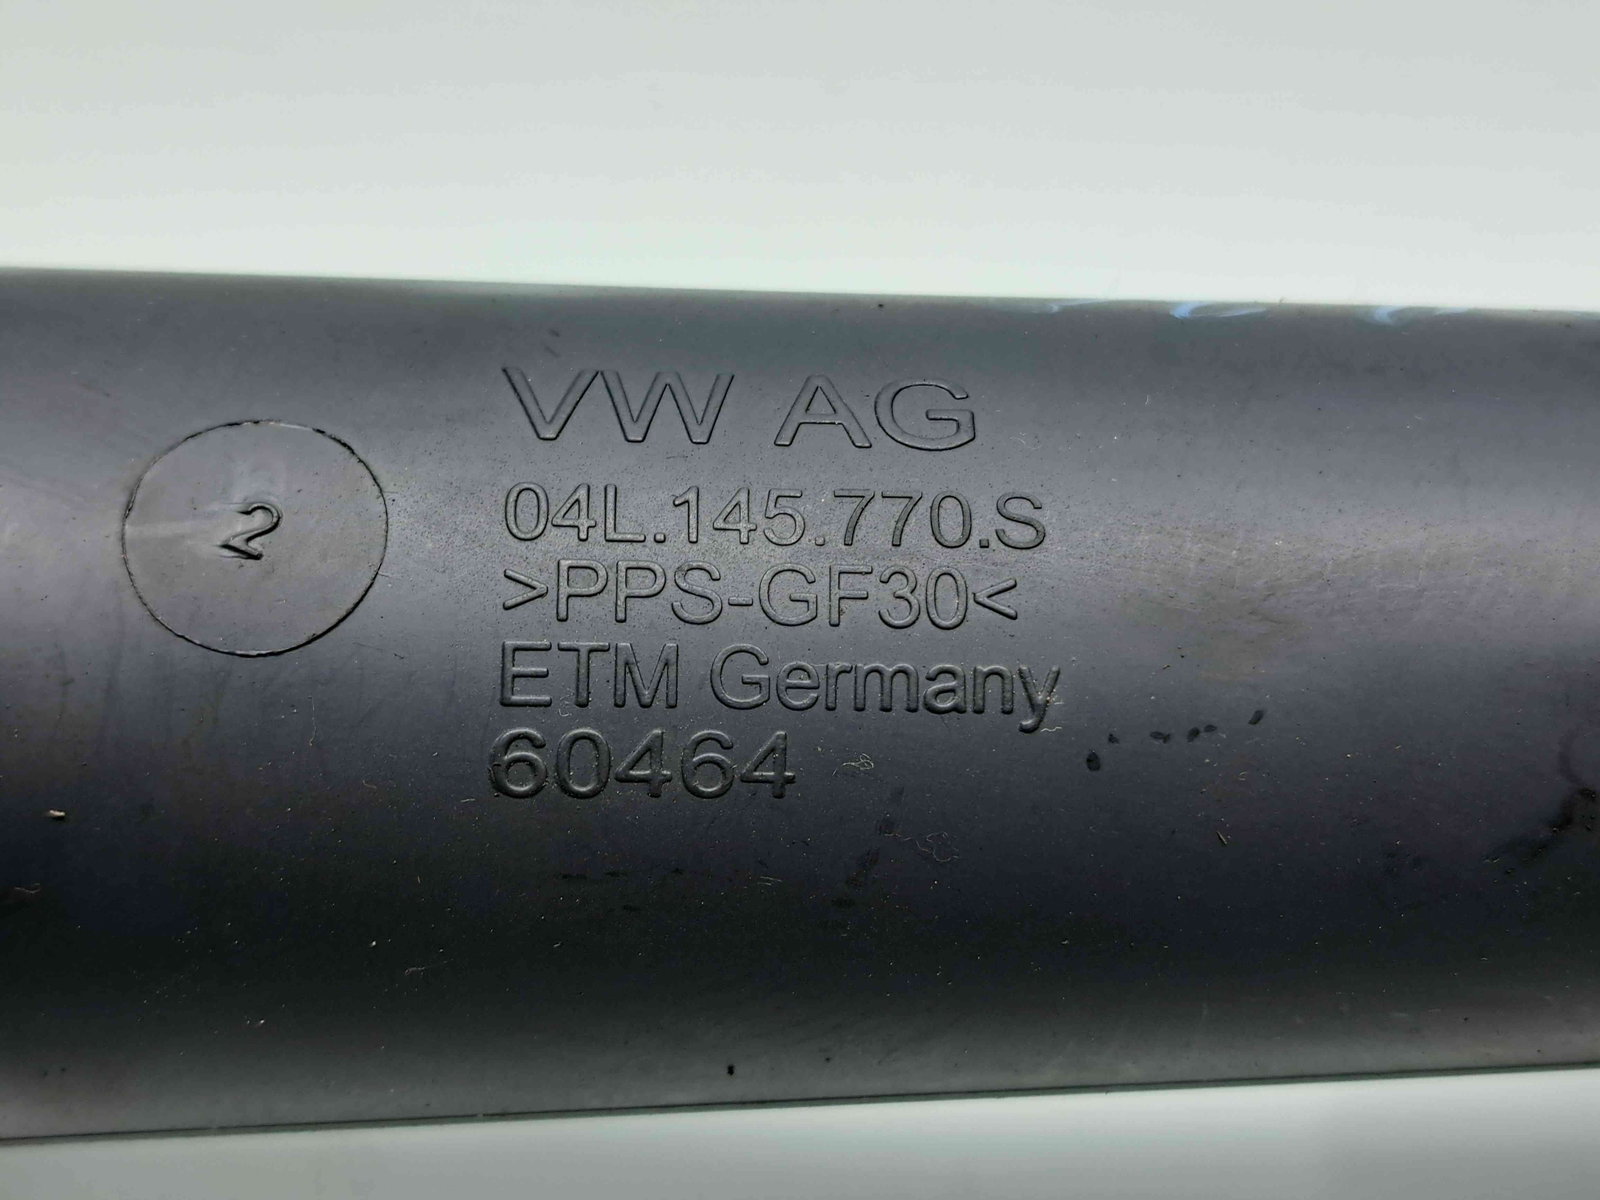 VW AG
04L.145.770.S
>PPS-GF30<
ETM Germany
60464
2